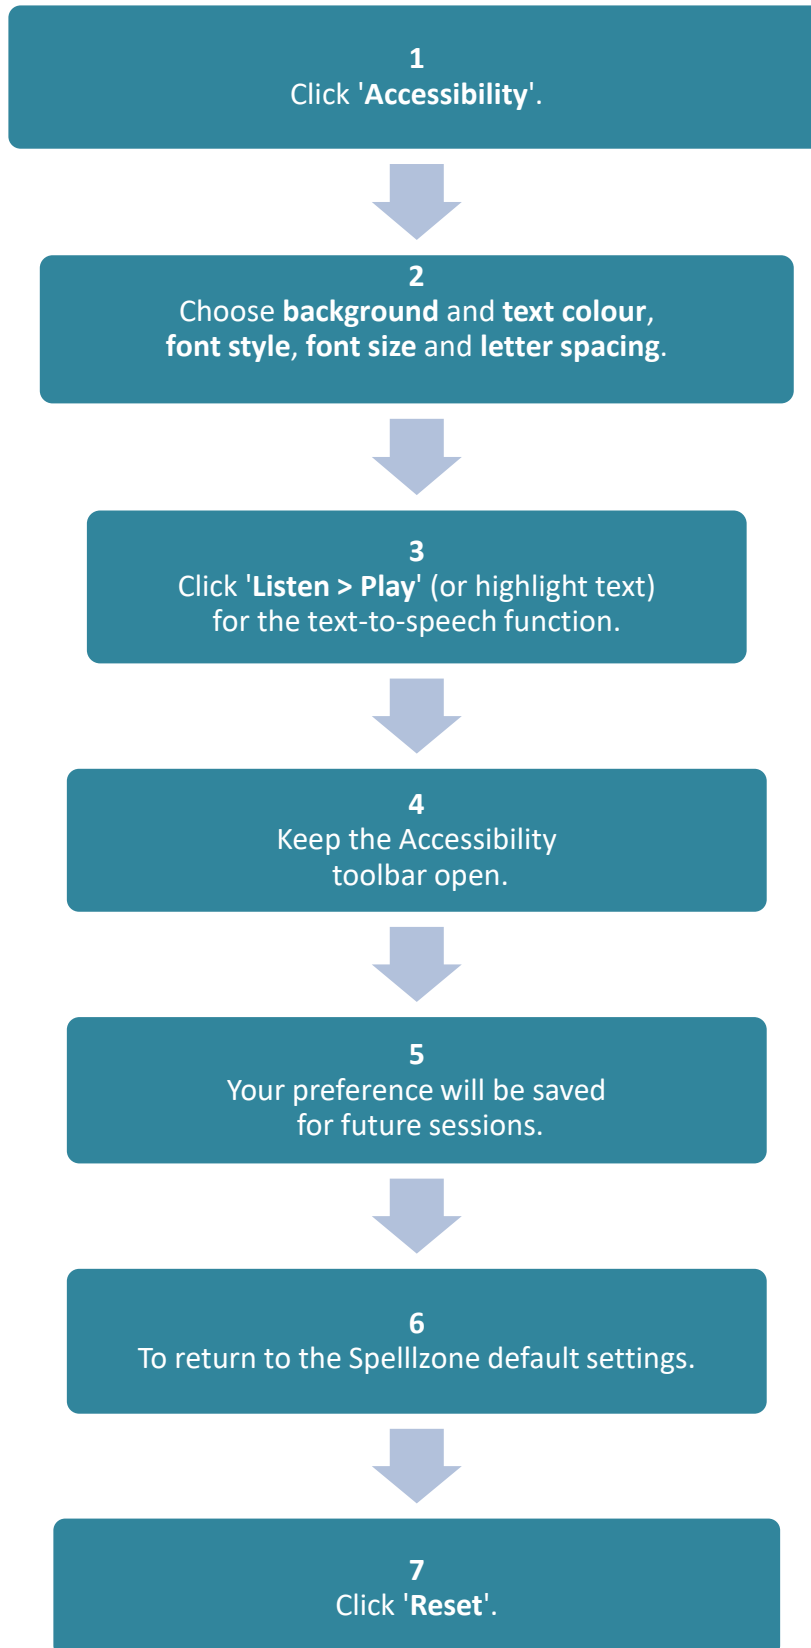 1
Click 'Accessibility'.
2
Choose background and text colour,
font style, font size and letter spacing.
3
Click 'Listen > Play' (or highlight text)
for the text-to-speech function.
4
Keep the Accessibility
toolbar open.
5
Your preference will be saved
for future sessions.
6
To return to the Spelllzone default settings.
7
Click 'Reset'.